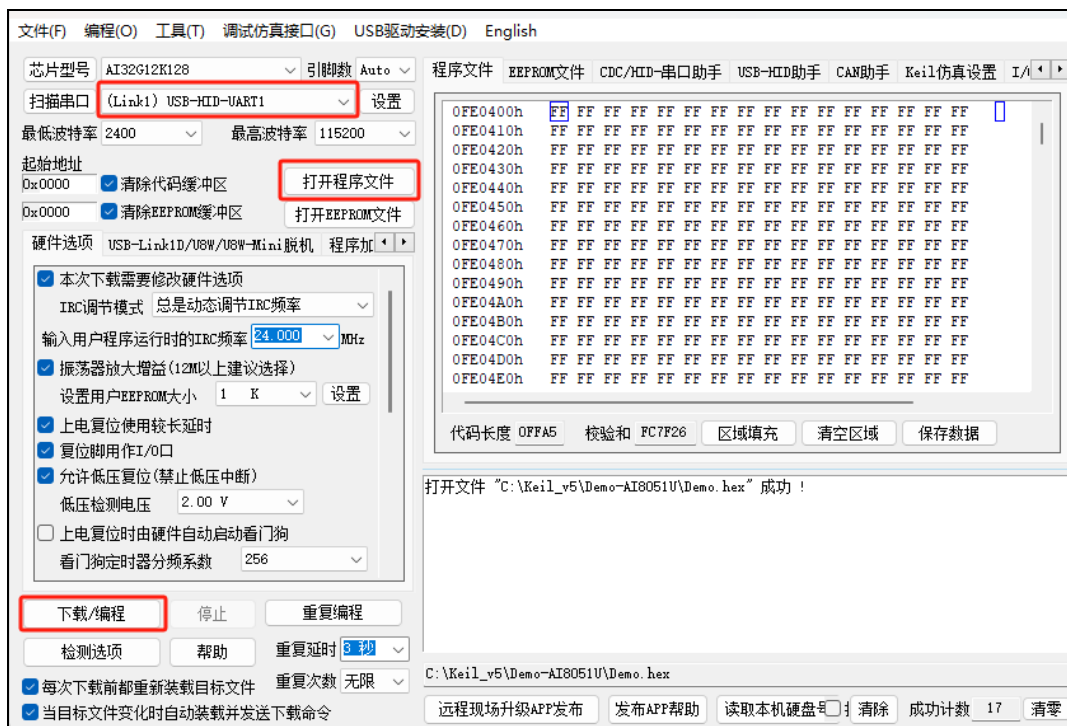 文件(F) 编程(O) 工具(T) 调试仿真接口(G) USB驱动安装(D) English
芯片型号 AI32G12K128 引脚数 Auto
扫描串口 (Link1) USB-HID-UART1 设置
最低波特率 2400 最高波特率 115200
起始地址
0x0000 清除代码缓冲区 打开程序文件
0x0000 清除EEPROM缓冲区 打开EEPROM文件
硬件选项 USB-Link1D/U8W/U8W-Mini脱机 程序加
本次下载需要修改硬件选项
IRC调节模式 总是动态调节IRC频率
输入用户程序运行时的IRC频率 24.000 MHz
振荡器放大增益(12M以上建议选择)
设置用户EEPROM大小 1 K 设置
上电复位使用较长延时
复位脚用作I/O口
允许低压复位(禁止低压中断)
低压检测电压 2.00 V
上电复位时由硬件自动启动看门狗
看门狗定时器分频系数 256
下载/编程 停止 重复编程
检测选项 帮助 重复延时 3 秒
每次下载前都重新装载目标文件 重复次数 无限
当目标文件变化时自动装载并发送下载命令
程序文件 EEPROM文件 CDC/HID-串口助手 USB-HID助手 CAN助手 Keil仿真设置 I/
0FE0400h FF FF FF FF FF FF FF FF FF FF FF FF FF FF FF FF
0FE0410h FF FF FF FF FF FF FF FF FF FF FF FF FF FF FF FF
0FE0420h FF FF FF FF FF FF FF FF FF FF FF FF FF FF FF FF
0FE0430h FF FF FF FF FF FF FF FF FF FF FF FF FF FF FF FF
0FE0440h FF FF FF FF FF FF FF FF FF FF FF FF FF FF FF FF
0FE0450h FF FF FF FF FF FF FF FF FF FF FF FF FF FF FF FF
0FE0460h FF FF FF FF FF FF FF FF FF FF FF FF FF FF FF FF
0FE0470h FF FF FF FF FF FF FF FF FF FF FF FF FF FF FF FF
0FE0480h FF FF FF FF FF FF FF FF FF FF FF FF FF FF FF FF
0FE0490h FF FF FF FF FF FF FF FF FF FF FF FF FF FF FF FF
0FE04A0h FF FF FF FF FF FF FF FF FF FF FF FF FF FF FF FF
0FE04B0h FF FF FF FF FF FF FF FF FF FF FF FF FF FF FF FF
0FE04C0h FF FF FF FF FF FF FF FF FF FF FF FF FF FF FF FF
0FE04D0h FF FF FF FF FF FF FF FF FF FF FF FF FF FF FF FF
0FE04E0h FF FF FF FF FF FF FF FF FF FF FF FF FF FF FF FF
代码长度 0FFA5 校验和 FC7F26 区域填充 清空区域 保存数据
打开文件 "C:\Keil_v5\Demo-AI8051U\Demo.hex" 成功 !
C:\Keil_v5\Demo-AI8051U\Demo.hex
远程现场升级APP发布 发布APP帮助 读取本机硬盘号 清除 成功计数 17 清零